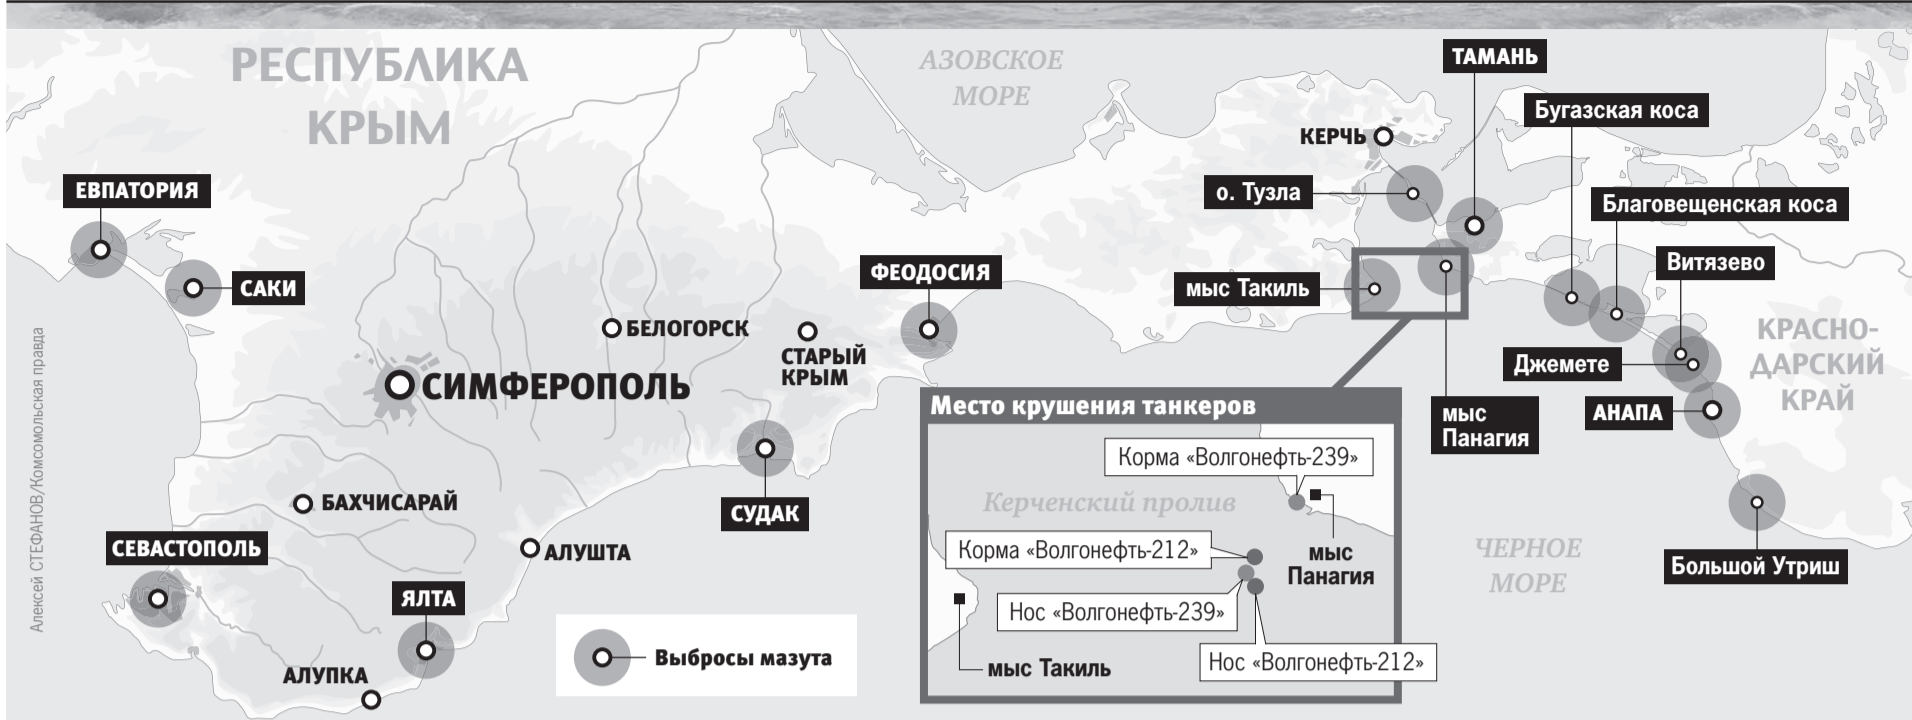 РЕСПУБЛИКА
КРЫМ
АЗОВСКОЕ
МОРЕ
ТАМАНЬ
Бугазская коса
КЕРЧЬ
о. Тузла
Благовещенская коса
ЕВПАТОРИЯ
Витязево
ФЕОДОСИЯ
САКИ
мыс Такиль
БЕЛОГОРСК
СТАРЫЙ
КРЫМ
КРАСНО-
ДАРСКИЙ
КРАЙ
Джемете
СИМФЕРОПОЛЬ
АНАПА
мыс
Панагия
Место крушения танкеров
Корма «Волгонефть-239»
Керченский пролив
Корма «Волгонефть-212»
мыс
Панагия
Нос «Волгонефть-239»
Нос «Волгонефть-212»
мыс Такиль
БАХЧИСАРАЙ
СУДАК
СЕВАСТОПОЛЬ
АЛУШТА
ЧЕРНОЕ
МОРЕ
Большой Утриш
ЯЛТА
АЛУПКА
Выбросы мазута
Алексей СТЕФАНОВ/Комсомольская правда